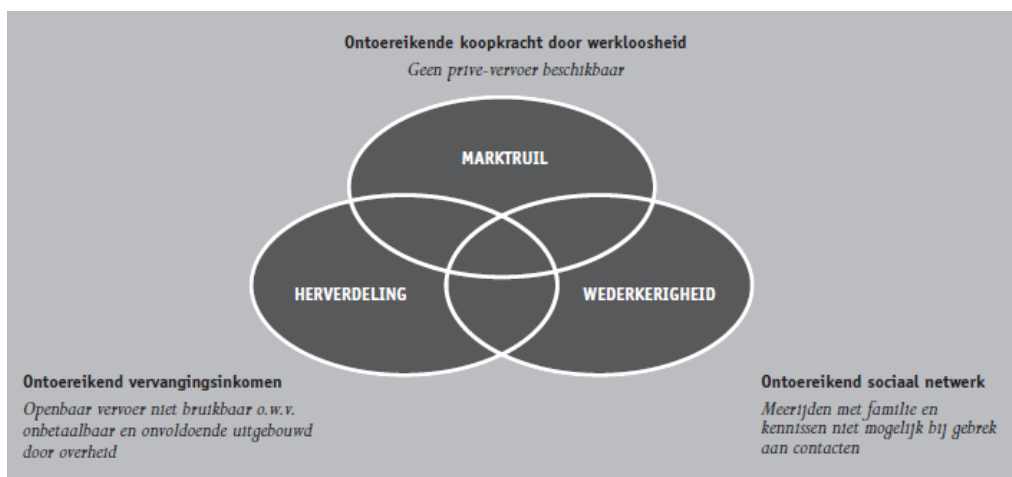 Ontoereikende koopkracht door werkloosheid
Geen prive-vervoer beschikbaar
MARKTRUIL
HERVERDELING
WEDERKERIGHEID
Ontoereikend vervangingsinkomen
Openbaar vervoer niet bruikbaar o.w.v.
onbetaalbaar en onvoldoende uitgebouwd
door overheid
Ontoereikend sociaal netwerk
Meerijden met familie en
kennissen niet mogelijk bij gebrek
aan contacten